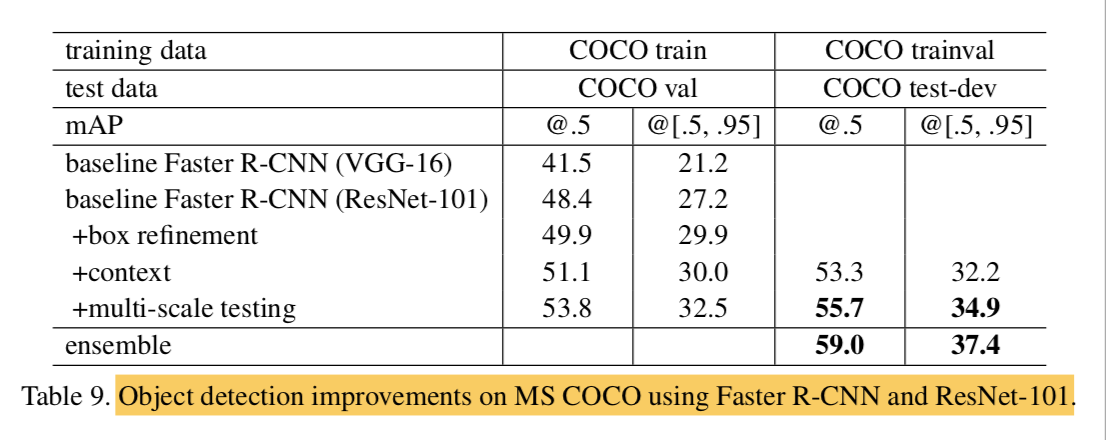 training data COCO train COCO trainval
test data COCO val COCO test-dev
mAP @.5 @[.5, .95] @.5 @[.5, .95]
baseline Faster R-CNN (VGG-16) 41.5 21.2
baseline Faster R-CNN (ResNet-101) 48.4 27.2
+box refinement 49.9 29.9
+context 51.1 30.0 53.3 32.2
+multi-scale testing 53.8 32.5 55.7 34.9
ensemble 59.0 37.4
Table 9. Object detection improvements on MS COCO using Faster R-CNN and ResNet-101.